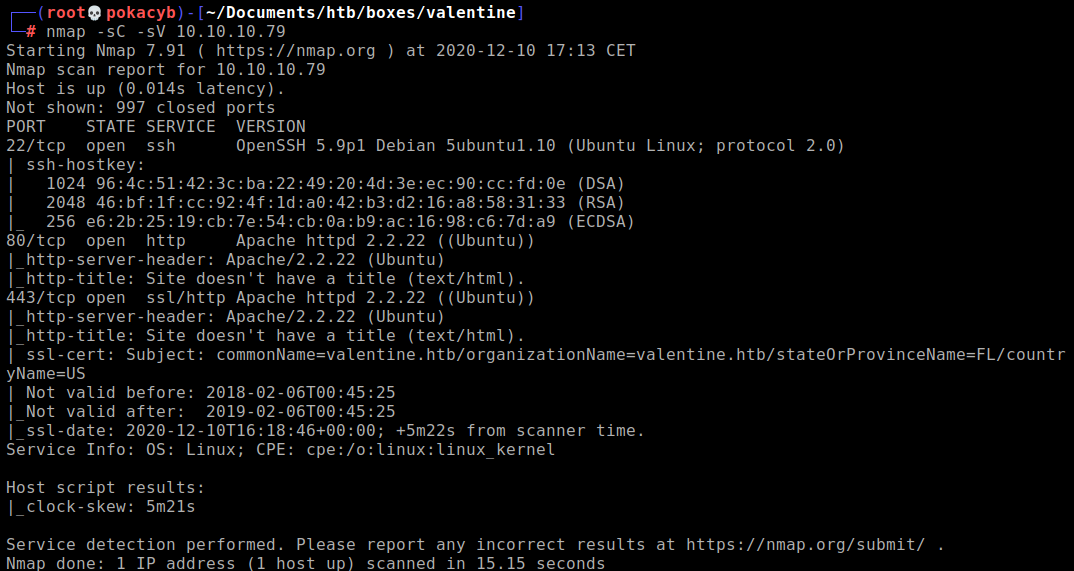 ┌──(root💀pokacyb)-[~/Documents/htb/boxes/valentine]
└─# nmap -sC -sV 10.10.10.79
Starting Nmap 7.91 ( https://nmap.org ) at 2020-12-10 17:13 CET
Nmap scan report for 10.10.10.79
Host is up (0.014s latency).
Not shown: 997 closed ports
PORT    STATE SERVICE  VERSION
22/tcp  open  ssh      OpenSSH 5.9p1 Debian 5ubuntu1.10 (Ubuntu Linux; protocol 2.0)
| ssh-hostkey: 
|   1024 96:4c:51:42:3c:ba:22:49:20:4d:3e:ec:90:cc:fd:0e (DSA)
|   2048 46:bf:1f:cc:92:4f:1d:a0:42:b3:d2:16:a8:58:31:33 (RSA)
|_  256 e6:2b:25:19:cb:7e:54:cb:0a:b9:ac:16:98:c6:7d:a9 (ECDSA)
80/tcp  open  http     Apache httpd 2.2.22 ((Ubuntu))
|_http-server-header: Apache/2.2.22 (Ubuntu)
|_http-title: Site doesn't have a title (text/html).
443/tcp open  ssl/http Apache httpd 2.2.22 ((Ubuntu))
|_http-server-header: Apache/2.2.22 (Ubuntu)
|_http-title: Site doesn't have a title (text/html).
| ssl-cert: Subject: commonName=valentine.htb/organizationName=valentine.htb/stateOrProvinceName=FL/countr
yName=US
| Not valid before: 2018-02-06T00:45:25
|_Not valid after:  2019-02-06T00:45:25
|_ssl-date: 2020-12-10T16:18:46+00:00; +5m22s from scanner time.
Service Info: OS: Linux; CPE: cpe:/o:linux:linux_kernel

Host script results:
|_clock-skew: 5m21s

Service detection performed. Please report any incorrect results at https://nmap.org/submit/ .
Nmap done: 1 IP address (1 host up) scanned in 15.15 seconds